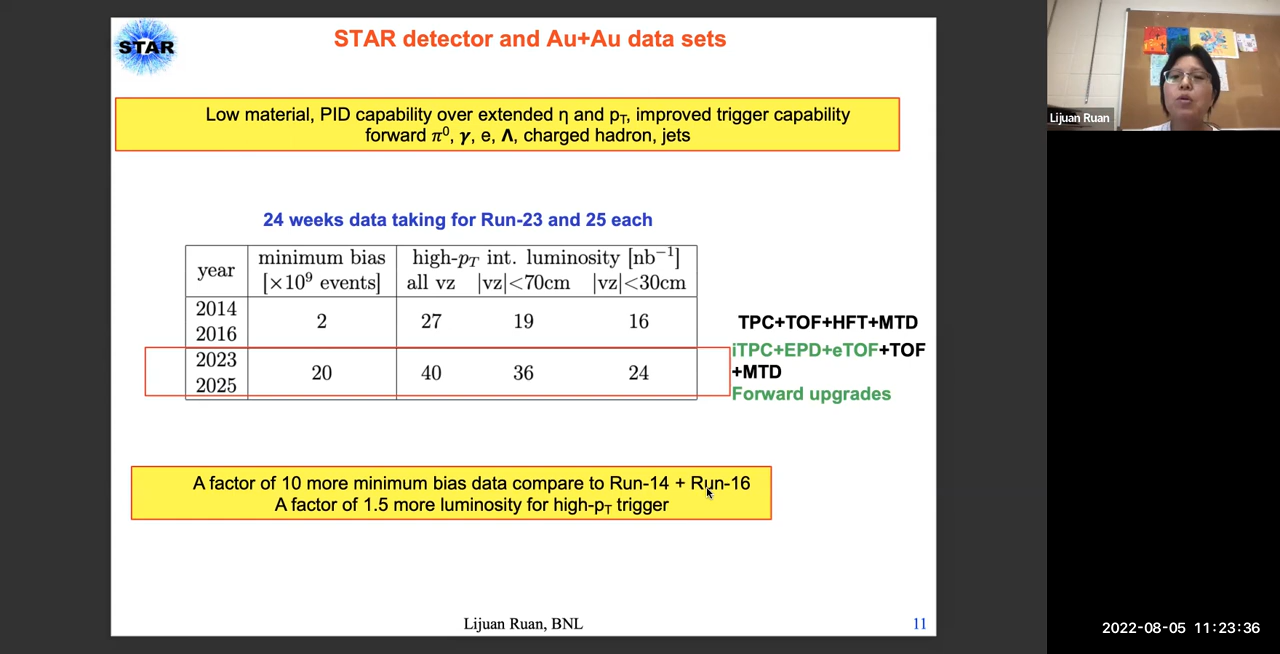 STAR
STAR detector and Au+Au data sets
Low material, PID capability over extended η and pT, improved trigger capability
forward π⁰, γ, e, Λ, charged hadron, jets
24 weeks data taking for Run-23 and 25 each
year
minimum bias
[×10⁹ events]
high-pT int. luminosity [nb⁻¹]
all vz |vz|<70cm |vz|<30cm
2014
2016
2 27 19 16
2023
2025
20 40 36 24
TPC+TOF+HFT+MTD
iTPC+EPD+eTOF+TOF
+MTD
Forward upgrades
A factor of 10 more minimum bias data compare to Run-14 + Run-16
A factor of 1.5 more luminosity for high-pT trigger
Lijuan Ruan, BNL
11
Lijuan Ruan
2022-08-05 11:23:36